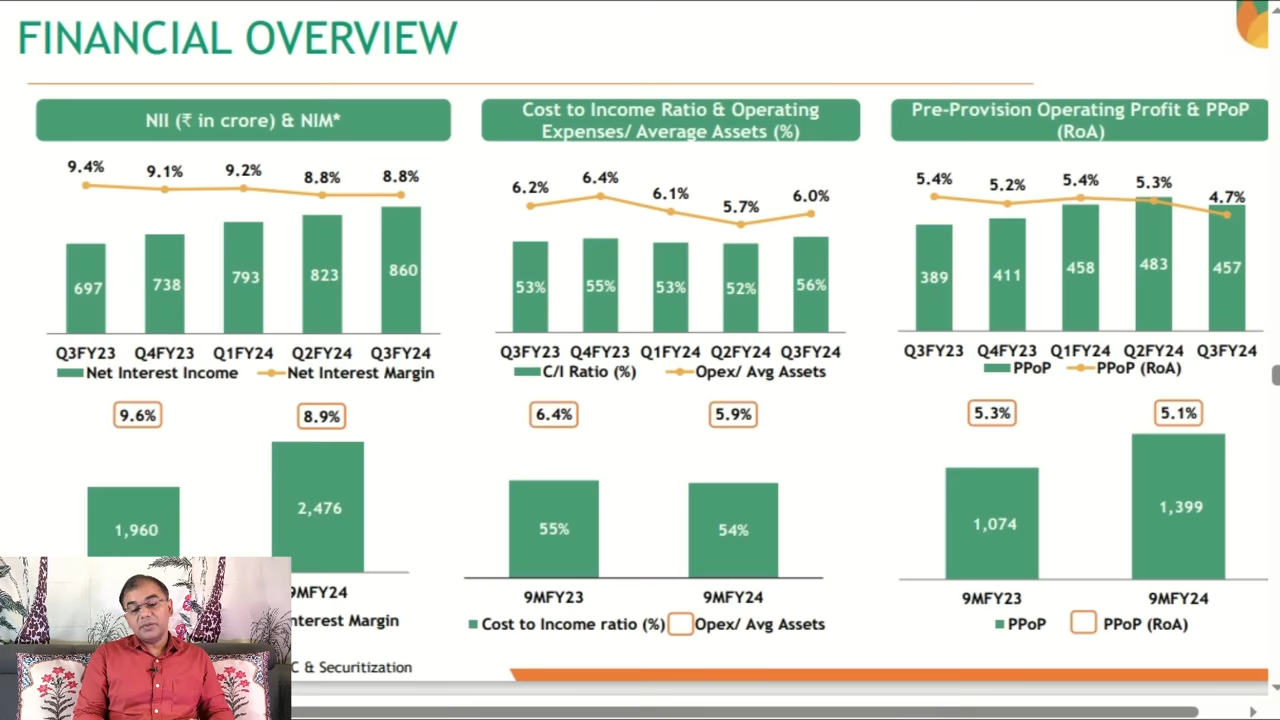 FINANCIAL OVERVIEW
NII (₹ in crore) & NIM*
9.4%
9.1%
9.2%
8.8%
8.8%
697
738
793
823
860
Q3FY23
Q4FY23
Q1FY24
Q2FY24
Q3FY24
Net Interest Income
Net Interest Margin
9.6%
8.9%
1,960
2,476
9MFY24
nterest Margin
C & Securitization
Cost to Income Ratio & Operating
Expenses/ Average Assets (%)
6.2%
6.4%
6.1%
5.7%
6.0%
53%
55%
53%
52%
56%
Q3FY23
Q4FY23
Q1FY24
Q2FY24
Q3FY24
C/I Ratio (%)
Opex/ Avg Assets
6.4%
5.9%
55%
54%
9MFY23
9MFY24
Cost to Income ratio (%)
Opex/ Avg Assets
Pre-Provision Operating Profit & PPoP
(RoA)
5.4%
5.2%
5.4%
5.3%
4.7%
389
411
458
483
457
Q3FY23
Q4FY23
Q1FY24
Q2FY24
Q3FY24
PPoP
PPoP (RoA)
5.3%
5.1%
1,074
1,399
9MFY23
9MFY24
PPoP
PPoP (RoA)